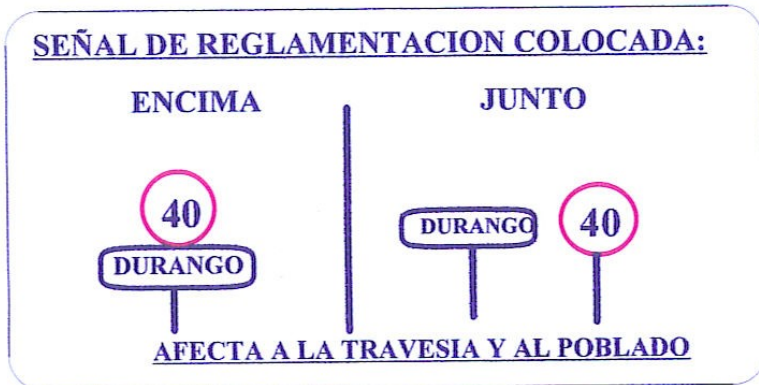 SEÑAL DE REGLAMENTACION COLOCADA:
ENCIMA
JUNTO
40
DURANGO
DURANGO
40
AFECTA A LA TRAVESIA Y AL POBLADO